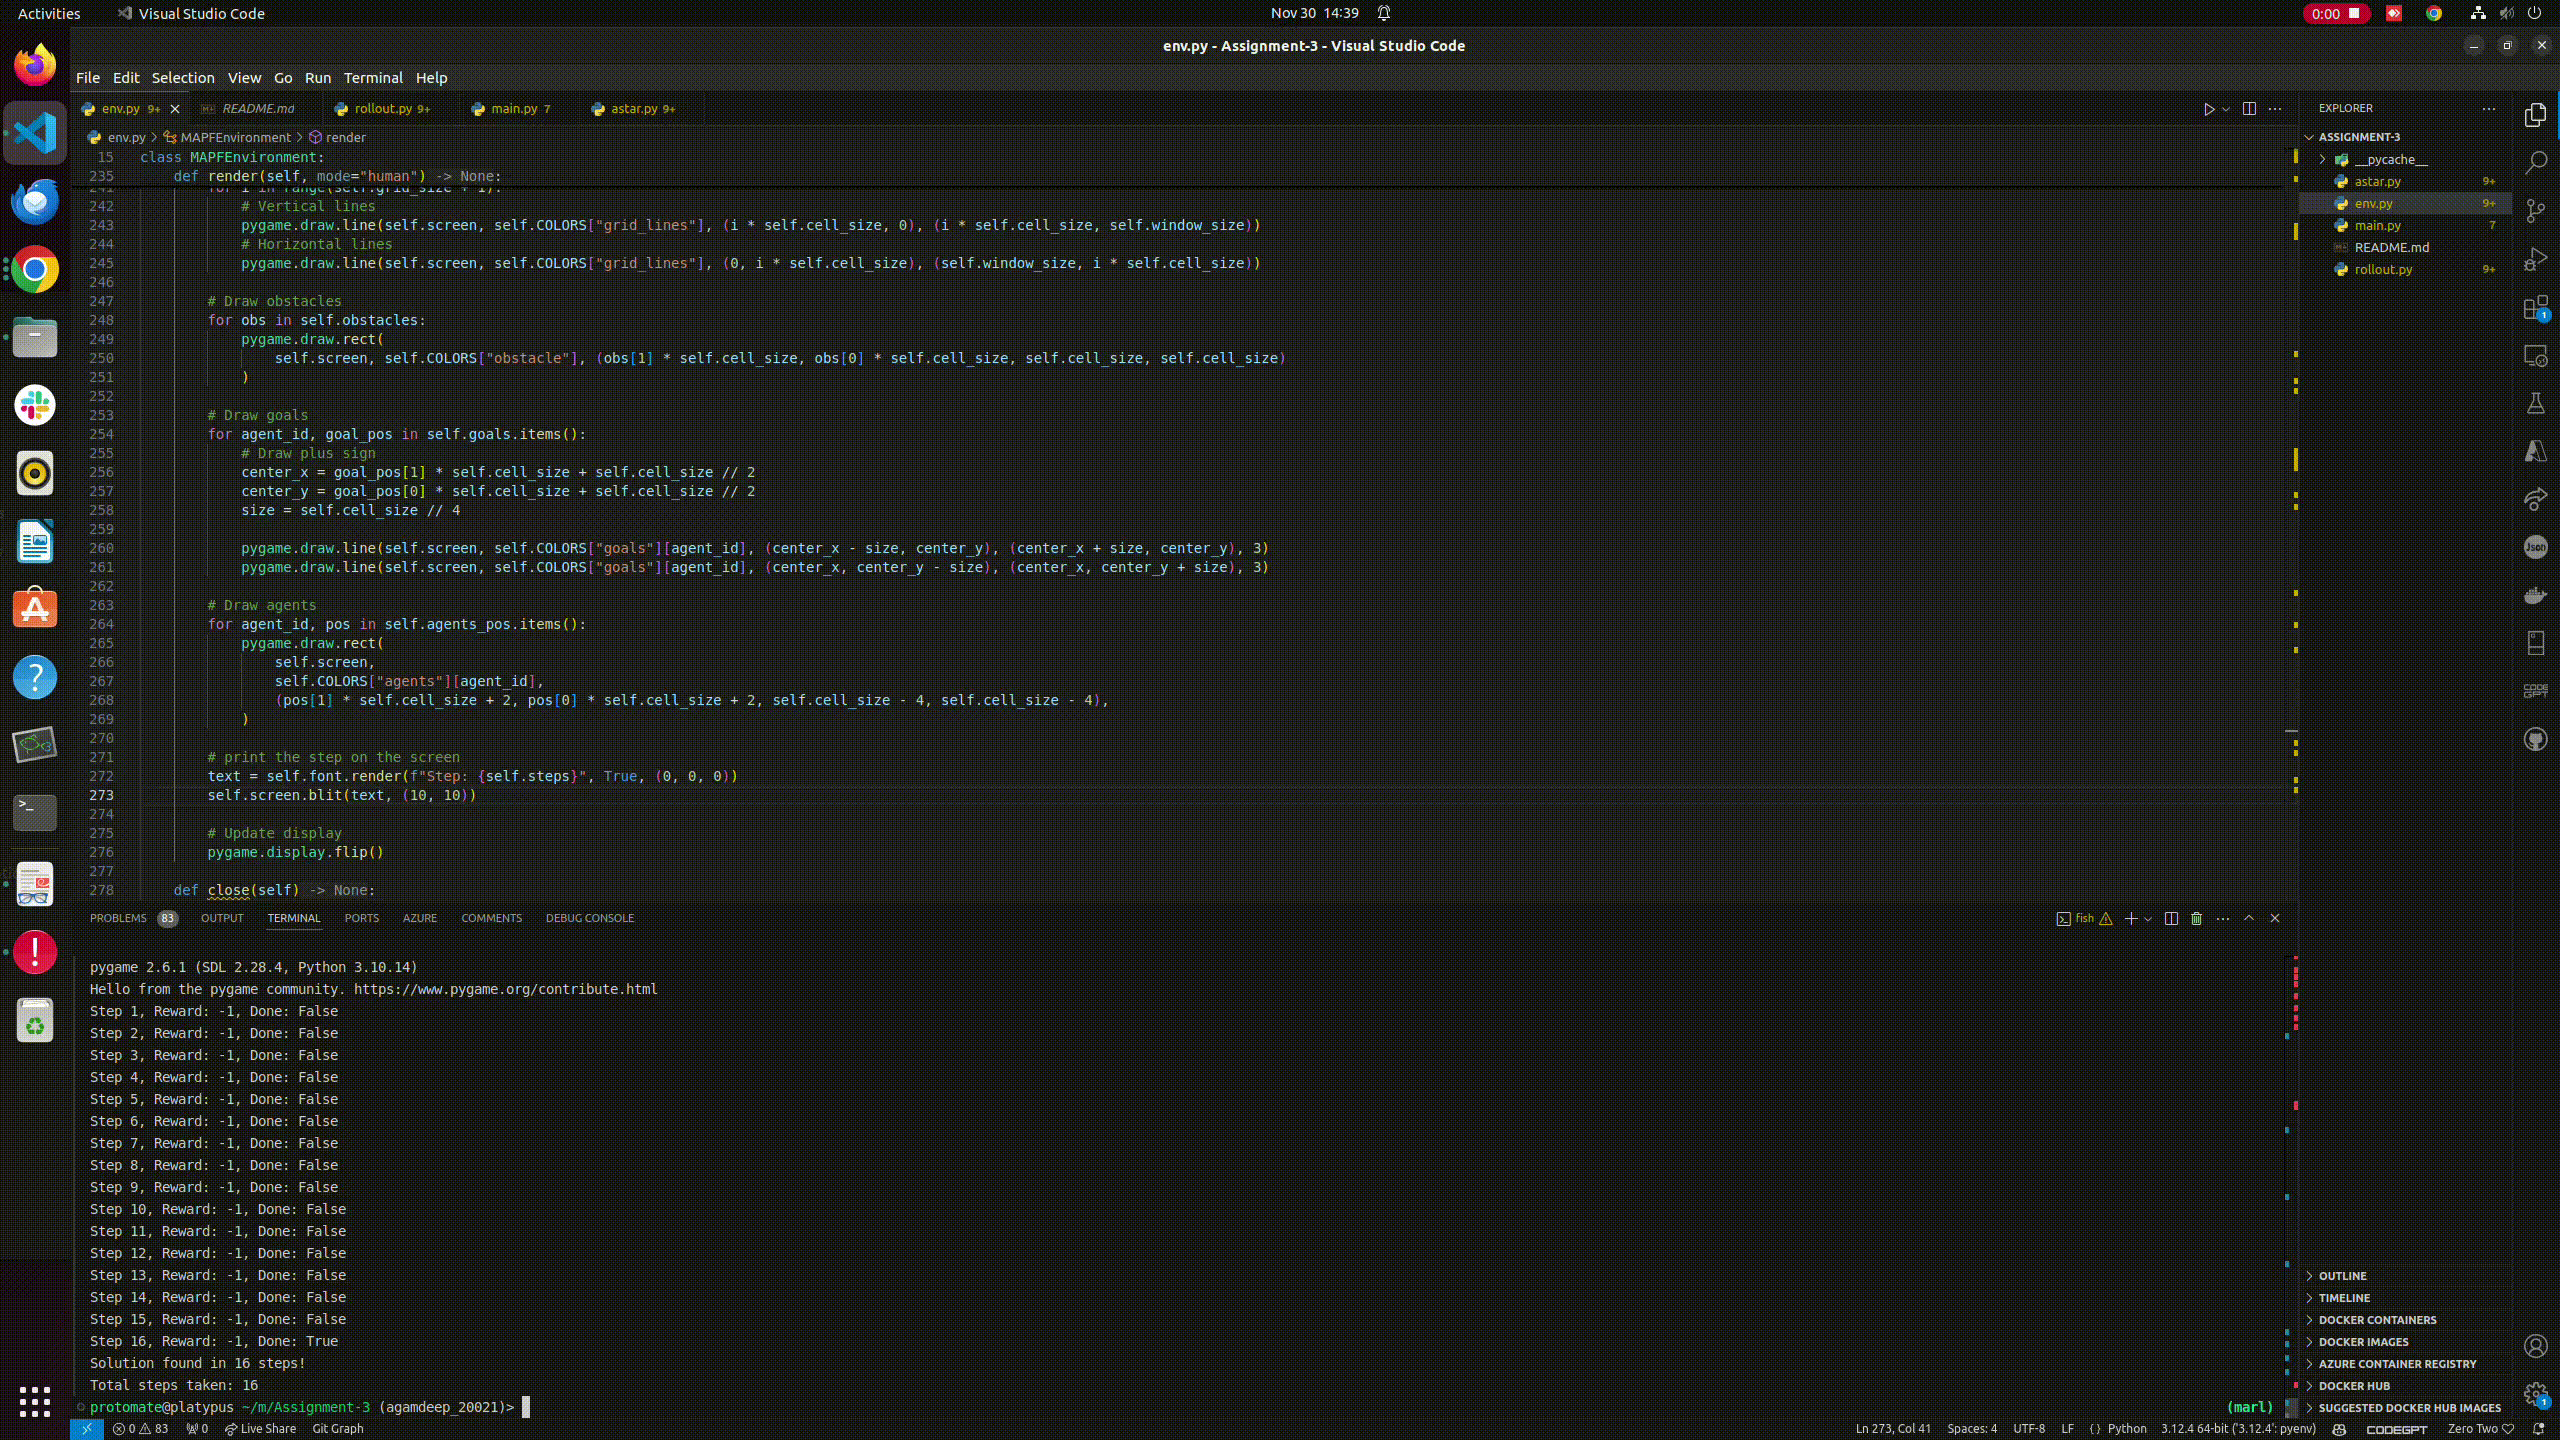 Activities
Visual Studio Code
Nov 30 14:39
0:00
env.py - Assignment-3 - Visual Studio Code
File Edit Selection View Go Run Terminal Help
env.py 9+
README.md
rollout.py 9+
main.py 7
astar.py 9+
env.py > MAPFEnvironment > render
15 class MAPFEnvironment:
235 def render(self, mode="human") -> None:
241 for i in range(self.grid_size + 1):
242 # Vertical lines
243 pygame.draw.line(self.screen, self.COLORS["grid_lines"], (i * self.cell_size, 0), (i * self.cell_size, self.window_size))
244 # Horizontal lines
245 pygame.draw.line(self.screen, self.COLORS["grid_lines"], (0, i * self.cell_size), (self.window_size, i * self.cell_size))
246
247 # Draw obstacles
248 for obs in self.obstacles:
249 pygame.draw.rect(
250 self.screen, self.COLORS["obstacle"], (obs[1] * self.cell_size, obs[0] * self.cell_size, self.cell_size, self.cell_size)
251 )
252
253 # Draw goals
254 for agent_id, goal_pos in self.goals.items():
255 # Draw plus sign
256 center_x = goal_pos[1] * self.cell_size + self.cell_size // 2
257 center_y = goal_pos[0] * self.cell_size + self.cell_size // 2
258 size = self.cell_size // 4
259
260 pygame.draw.line(self.screen, self.COLORS["goals"][agent_id], (center_x - size, center_y), (center_x + size, center_y), 3)
261 pygame.draw.line(self.screen, self.COLORS["goals"][agent_id], (center_x, center_y - size), (center_x, center_y + size), 3)
262
263 # Draw agents
264 for agent_id, pos in self.agents_pos.items():
265 pygame.draw.rect(
266 self.screen,
267 self.COLORS["agents"][agent_id],
268 (pos[1] * self.cell_size + 2, pos[0] * self.cell_size + 2, self.cell_size - 4, self.cell_size - 4),
269 )
270
271 # print the step on the screen
272 text = self.font.render(f"Step: {self.steps}", True, (0, 0, 0))
273 self.screen.blit(text, (10, 10))
274
275 # Update display
276 pygame.display.flip()
277
278 def close(self) -> None:
PROBLEMS 83 OUTPUT TERMINAL PORTS AZURE COMMENTS DEBUG CONSOLE
fish
pygame 2.6.1 (SDL 2.28.4, Python 3.10.14)
Hello from the pygame community. https://www.pygame.org/contribute.html
Step 1, Reward: -1, Done: False
Step 2, Reward: -1, Done: False
Step 3, Reward: -1, Done: False
Step 4, Reward: -1, Done: False
Step 5, Reward: -1, Done: False
Step 6, Reward: -1, Done: False
Step 7, Reward: -1, Done: False
Step 8, Reward: -1, Done: False
Step 9, Reward: -1, Done: False
Step 10, Reward: -1, Done: False
Step 11, Reward: -1, Done: False
Step 12, Reward: -1, Done: False
Step 13, Reward: -1, Done: False
Step 14, Reward: -1, Done: False
Step 15, Reward: -1, Done: False
Step 16, Reward: -1, Done: True
Solution found in 16 steps!
Total steps taken: 16
protomate@platypus ~/m/Assignment-3 (agamdeep_20021)>
(marl)
EXPLORER
ASSIGNMENT-3
__pycache__
astar.py 9+
env.py 9+
main.py 7
README.md
rollout.py 9+
OUTLINE
TIMELINE
DOCKER CONTAINERS
DOCKER IMAGES
AZURE CONTAINER REGISTRY
DOCKER HUB
SUGGESTED DOCKER HUB IMAGES
1
Json
CODE GPT
1
0 83 0 Live Share Git Graph
Ln 273, Col 41 Spaces: 4 UTF-8 LF Python 3.12.4 64-bit ('3.12.4': pyenv) CODEGPT Zero Two